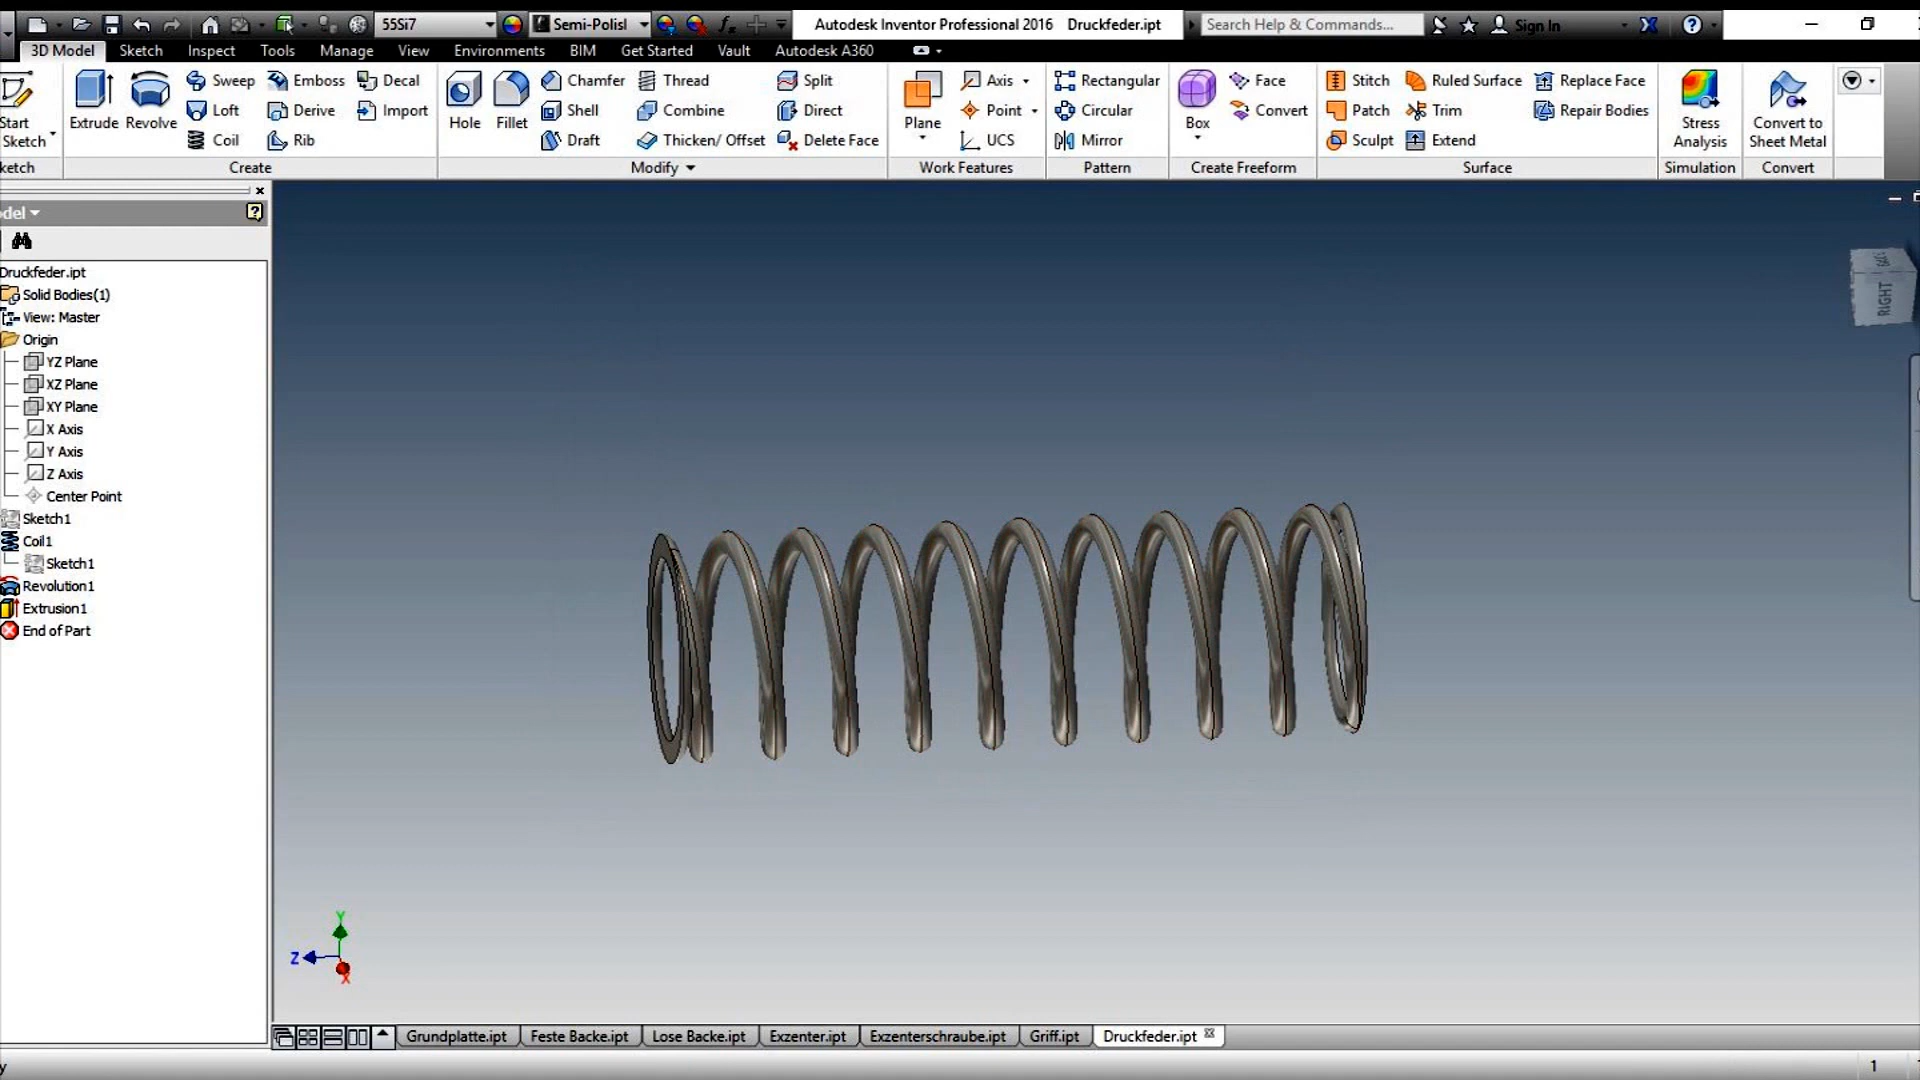 55Si7 Semi-Polisl Autodesk Inventor Professional 2016 Druckfeder.ipt Search Help & Commands... Sign In
3D Model Sketch Inspect Tools Manage View Environments BIM Get Started Vault Autodesk A360
Start Sketch
Extrude Revolve
Sweep Emboss Decal
Loft Derive Import
Coil Rib
Hole Fillet
Chamfer Thread Split
Shell Combine Direct
Draft Thicken/ Offset Delete Face
Plane
Axis
Point
UCS
Rectangular
Circular
Mirror
Box
Face
Convert
Stitch Ruled Surface Replace Face
Patch Trim Repair Bodies
Sculpt Extend
Stress Analysis
Convert to Sheet Metal
ketch Create Modify Work Features Pattern Create Freeform Surface Simulation Convert
odel
Druckfeder.ipt
Solid Bodies(1)
View: Master
Origin
YZ Plane
XZ Plane
XY Plane
X Axis
Y Axis
Z Axis
Center Point
Sketch1
Coil1
Sketch1
Revolution1
Extrusion1
End of Part
RIGHT
Y
Z
X
Grundplatte.ipt Feste Backe.ipt Lose Backe.ipt Exzenter.ipt Exzenterschraube.ipt Griff.ipt Druckfeder.ipt
y 1